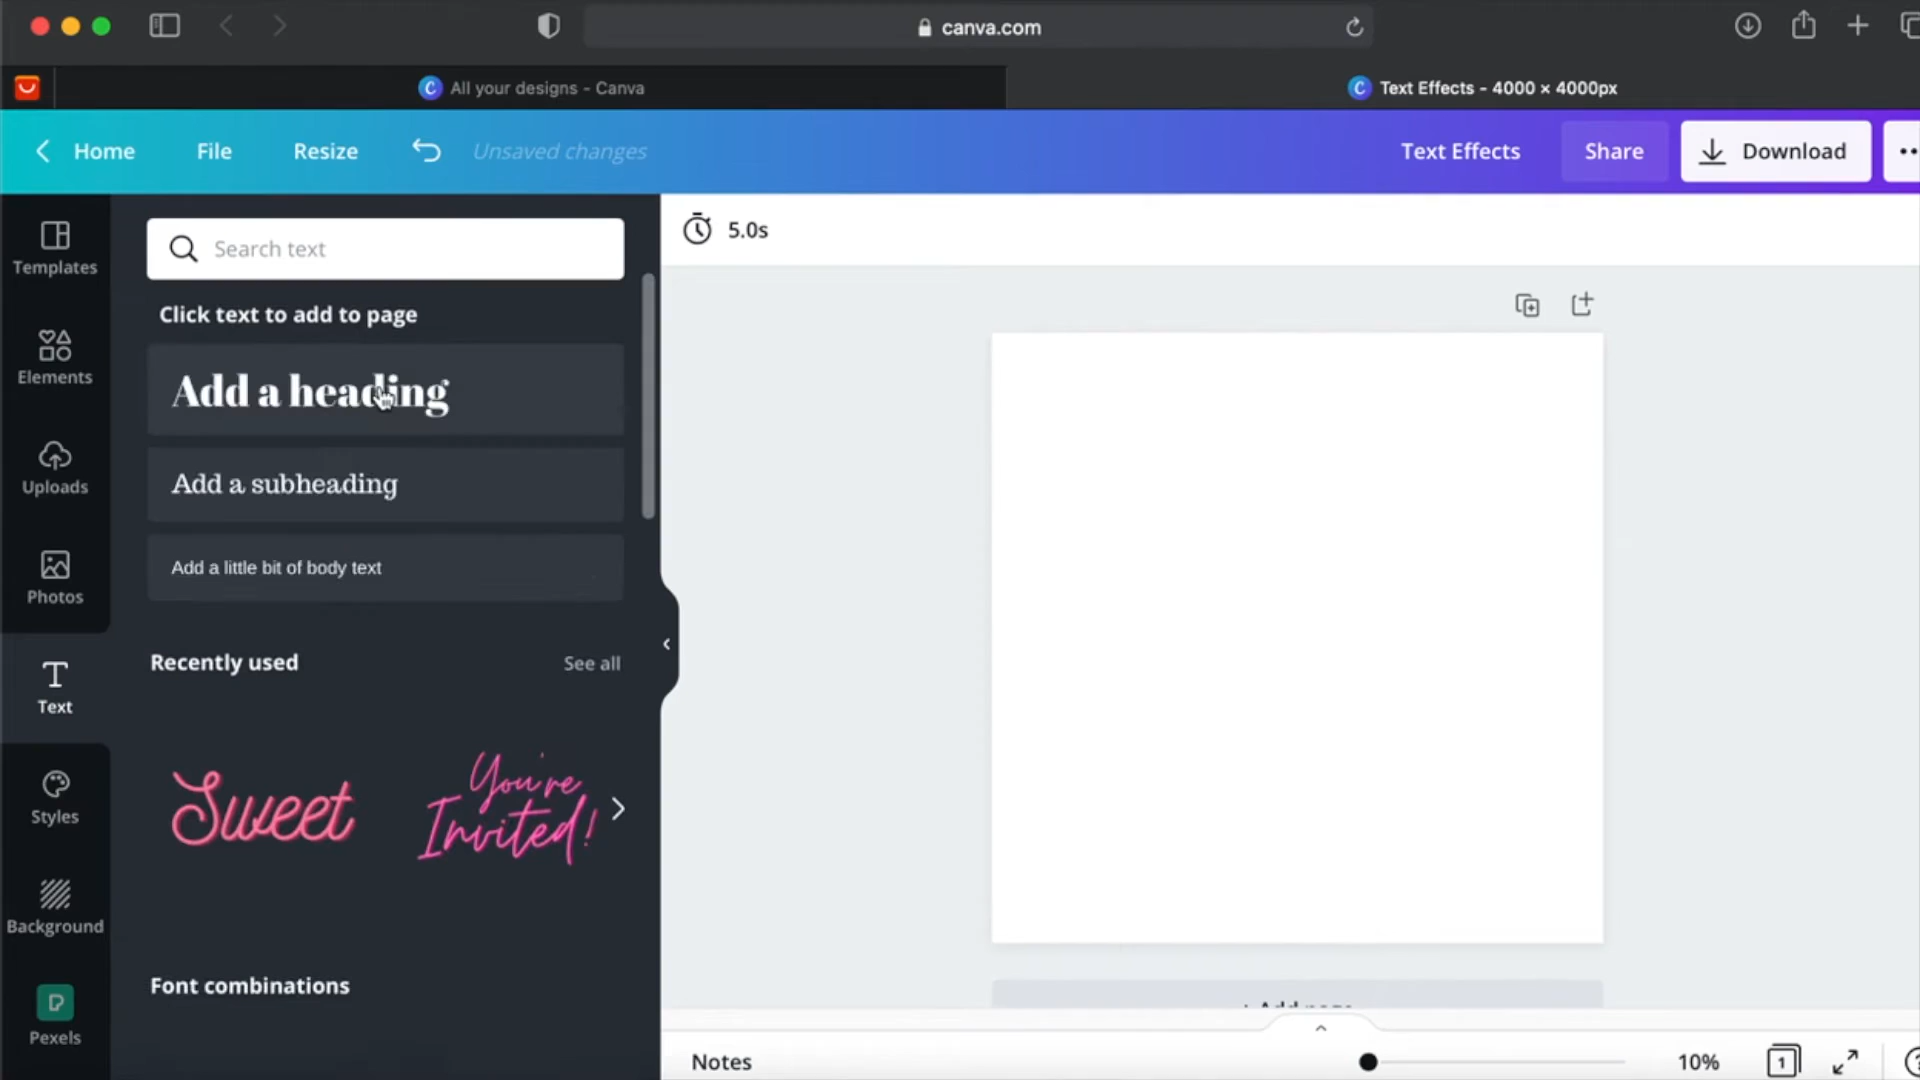 canva.com
All your designs - Canva
Text Effects - 4000 × 4000px
Home
File
Resize
Unsaved changes
Text Effects
Share
Download
Templates
Elements
Uploads
Photos
Text
Styles
Background
Pexels
Search text
Click text to add to page
Add a heading
Add a subheading
Add a little bit of body text
Recently used
See all
Sweet
You're
Invited!
Font combinations
5.0s
+ Add page
Notes
10%
1